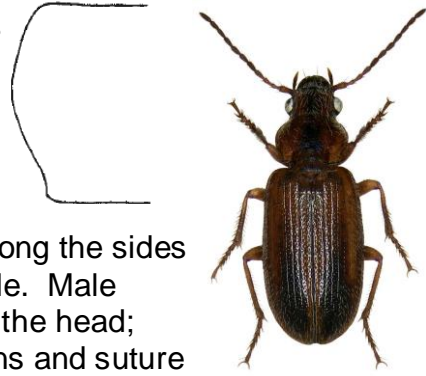 ong the sides
le.  Male
the head;
ns and suture